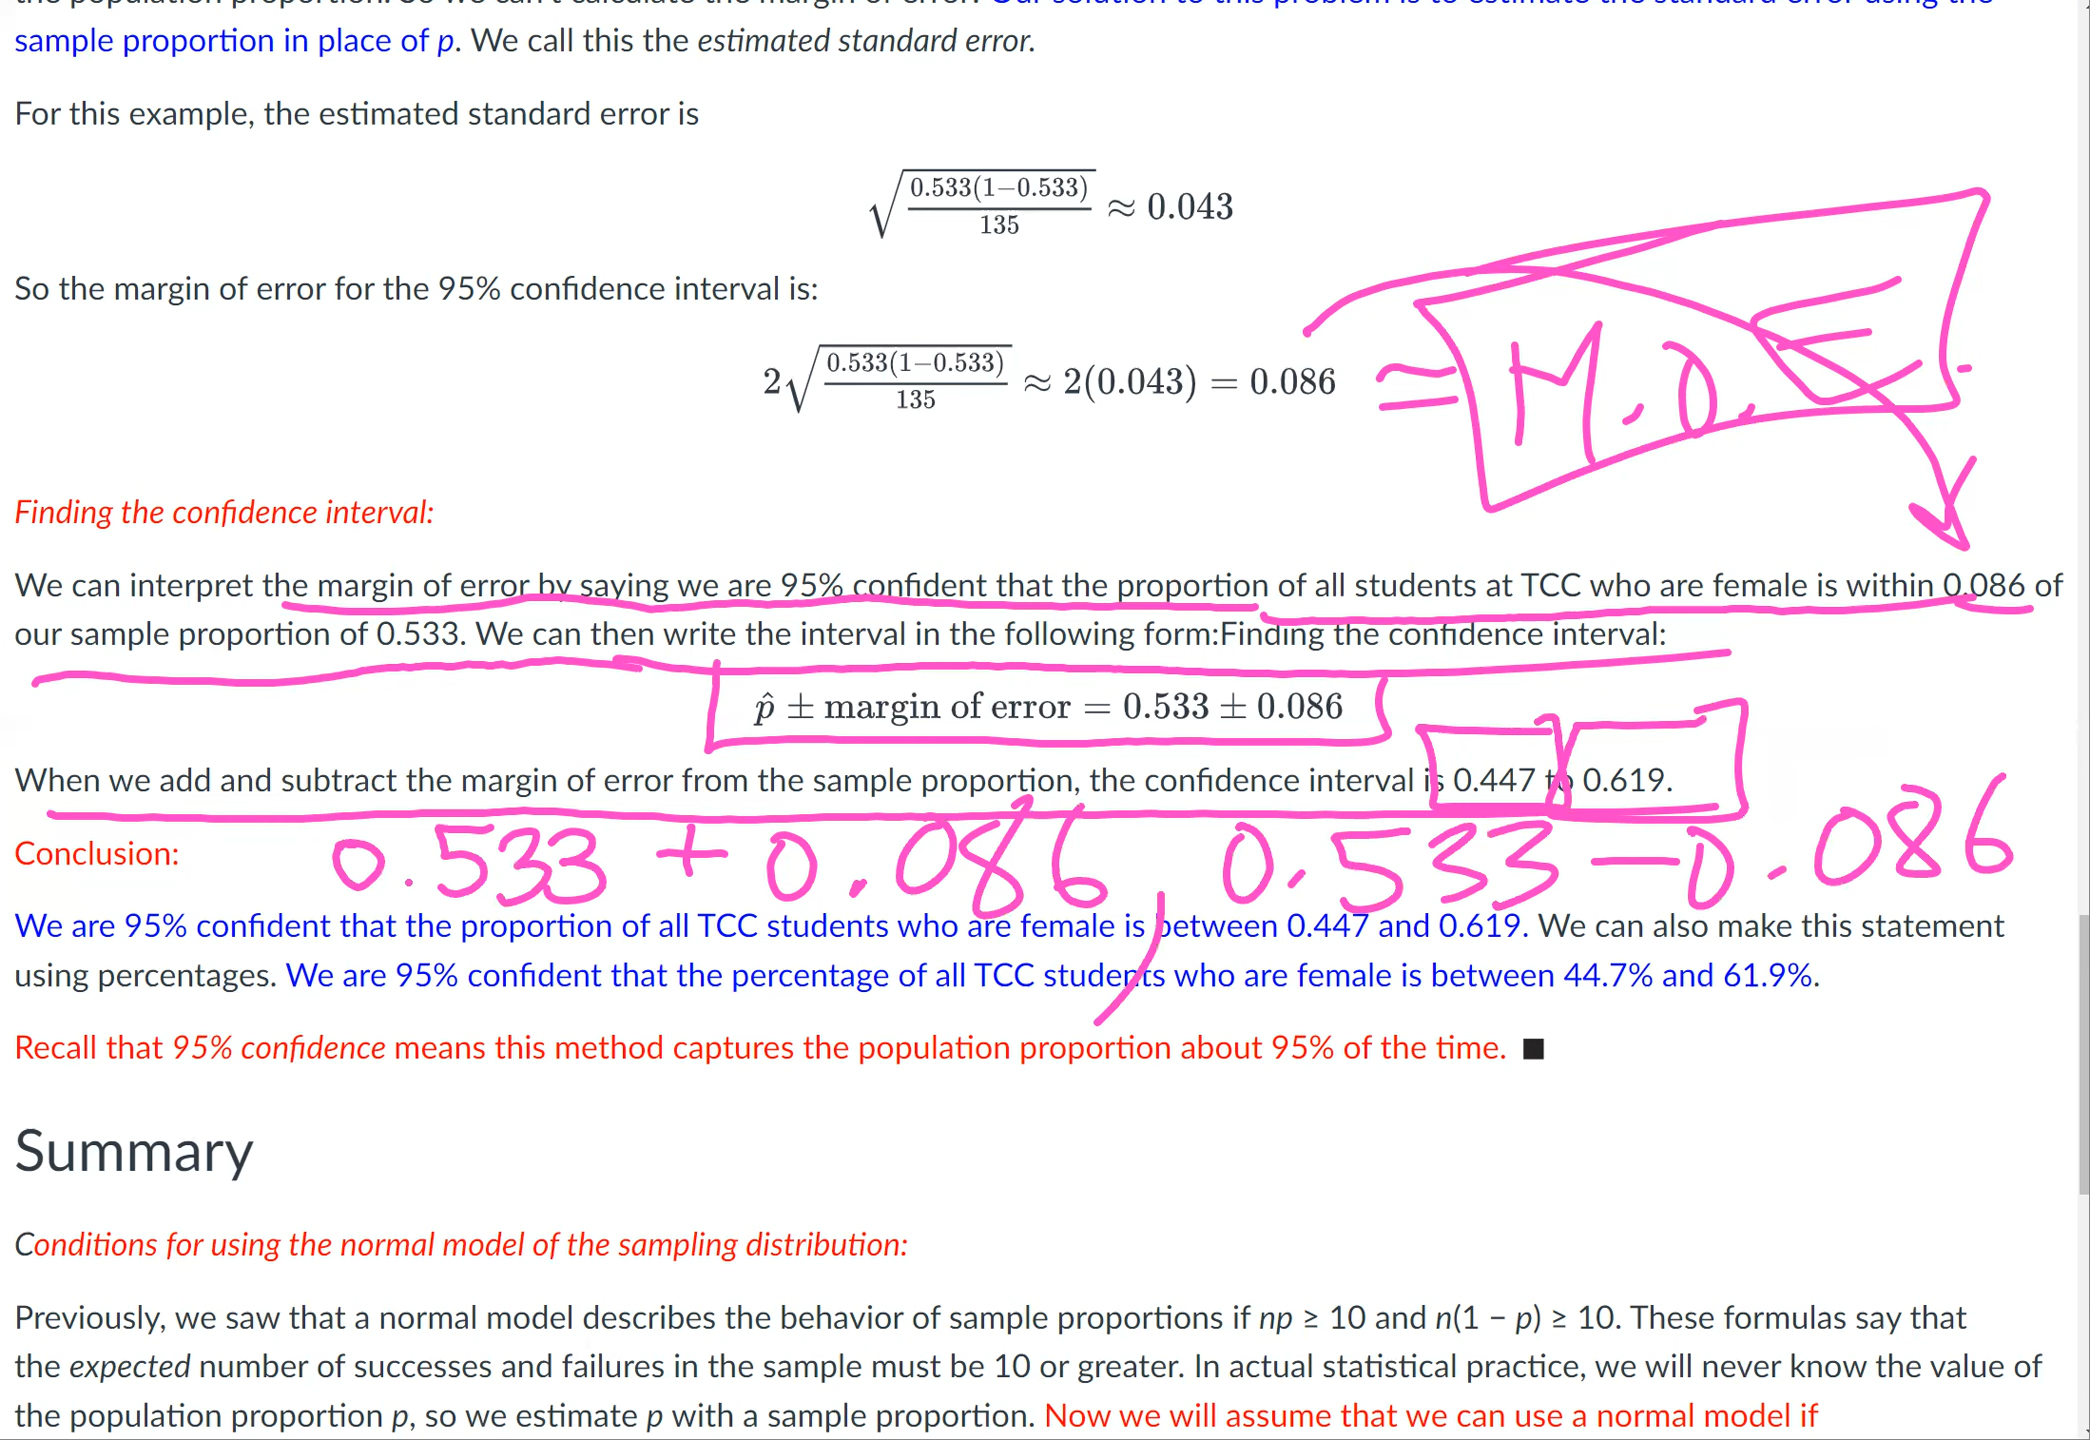 sample proportion in place of p. We call this the estimated standard error.
For this example, the estimated standard error is
√(0.533(1−0.533)/135) ≈ 0.043
So the margin of error for the 95% confidence interval is:
2√(0.533(1−0.533)/135) ≈ 2(0.043) = 0.086 = M.O.E.
Finding the confidence interval:
We can interpret the margin of error by saying we are 95% confident that the proportion of all students at TCC who are female is within 0.086 of
our sample proportion of 0.533. We can then write the interval in the following form:Finding the confidence interval:
p̂ ± margin of error = 0.533 ± 0.086
When we add and subtract the margin of error from the sample proportion, the confidence interval is 0.447 to 0.619.
0.533 + 0.086, 0.533 − 0.086
Conclusion:
We are 95% confident that the proportion of all TCC students who are female is between 0.447 and 0.619. We can also make this statement
using percentages. We are 95% confident that the percentage of all TCC students who are female is between 44.7% and 61.9%.
Recall that 95% confidence means this method captures the population proportion about 95% of the time. ■
Summary
Conditions for using the normal model of the sampling distribution:
Previously, we saw that a normal model describes the behavior of sample proportions if np ≥ 10 and n(1 − p) ≥ 10. These formulas say that
the expected number of successes and failures in the sample must be 10 or greater. In actual statistical practice, we will never know the value of
the population proportion p, so we estimate p with a sample proportion. Now we will assume that we can use a normal model if